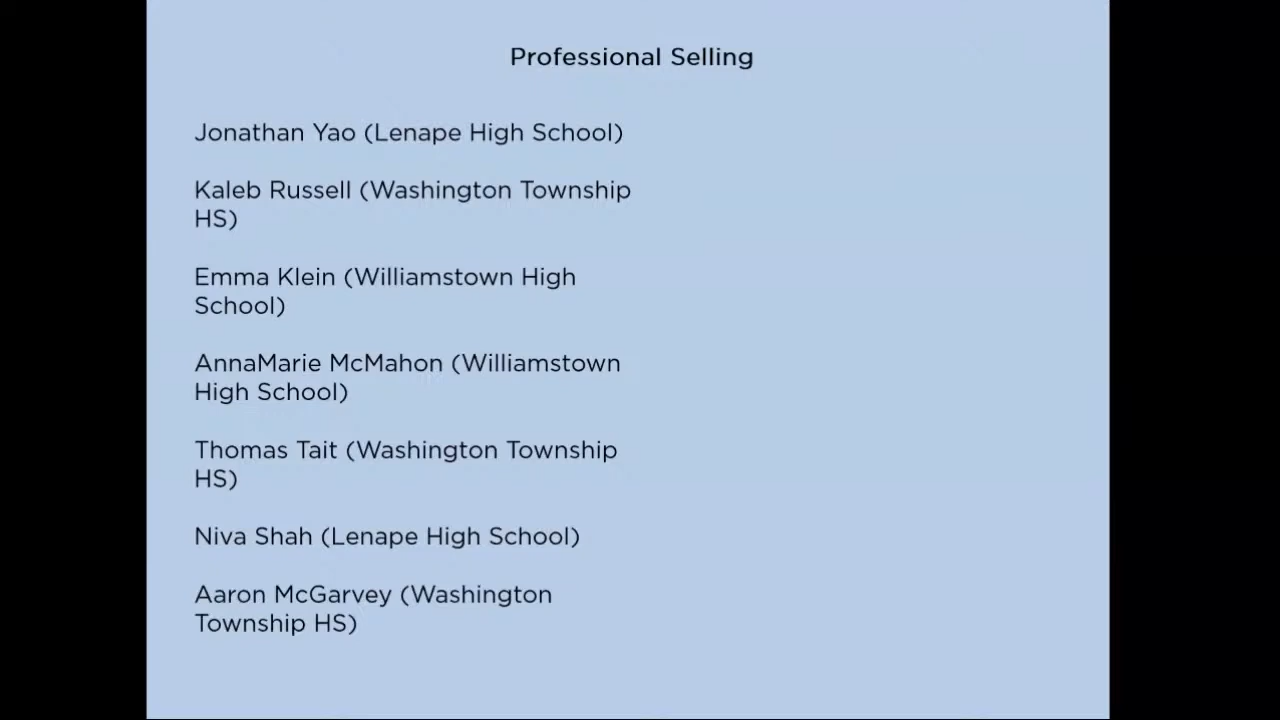 Professional Selling
Jonathan Yao (Lenape High School)
Kaleb Russell (Washington Township
HS)
Emma Klein (Williamstown High
School)
AnnaMarie McMahon (Williamstown
High School)
Thomas Tait (Washington Township
HS)
Niva Shah (Lenape High School)
Aaron McGarvey (Washington
Township HS)